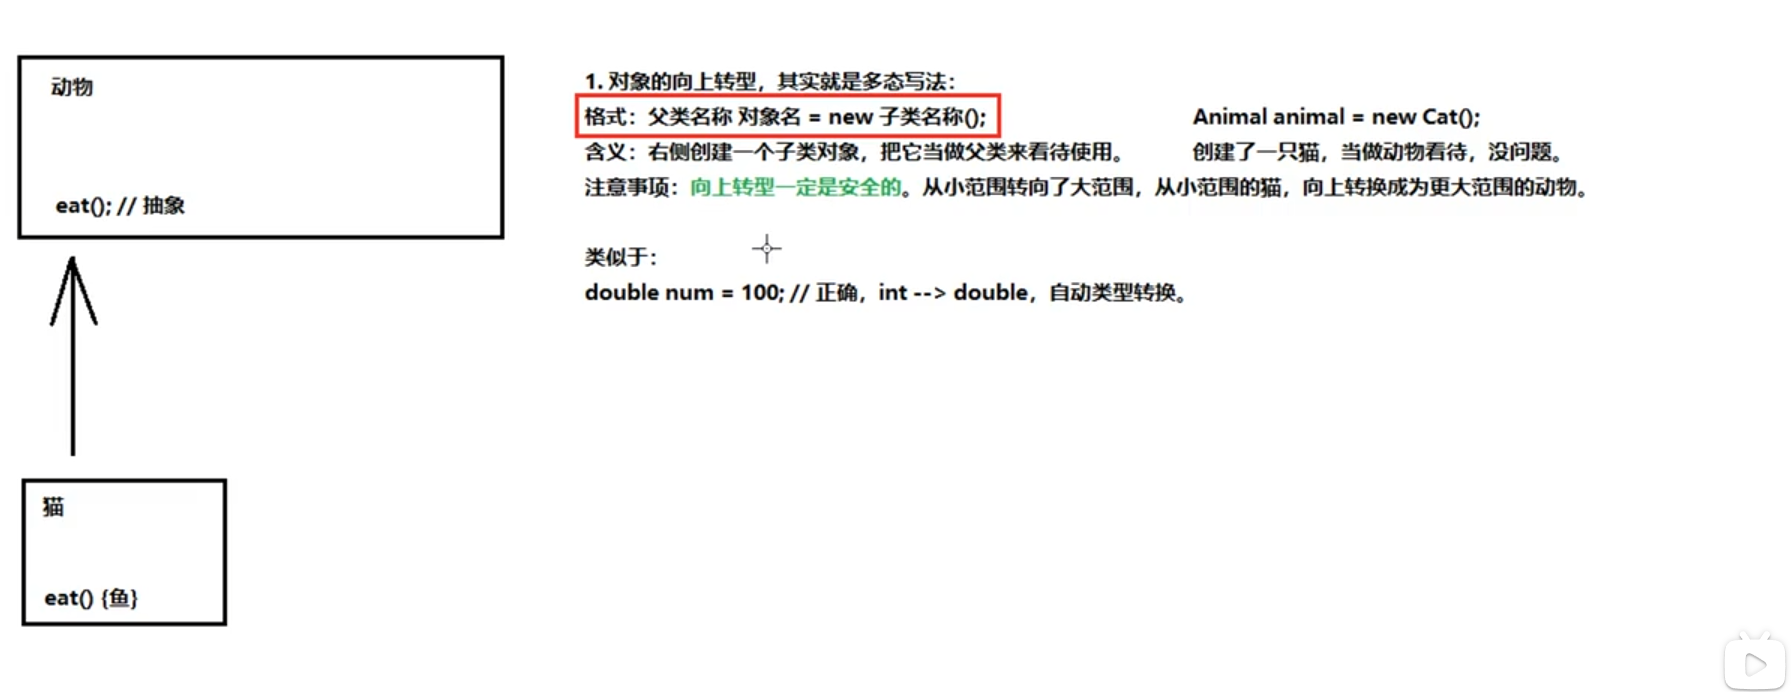 动物
eat(); // 抽象
猫
eat() {鱼}
1. 对象的向上转型，其实就是多态写法：
格式：父类名称 对象名 = new 子类名称();
Animal animal = new Cat();
含义：右侧创建一个子类对象，把它当做父类来看待使用。
创建了一只猫，当做动物看待，没问题。
注意事项：向上转型一定是安全的。从小范围转向了大范围，从小范围的猫，向上转换成为更大范围的动物。
类似于：
double num = 100; // 正确，int --> double，自动类型转换。